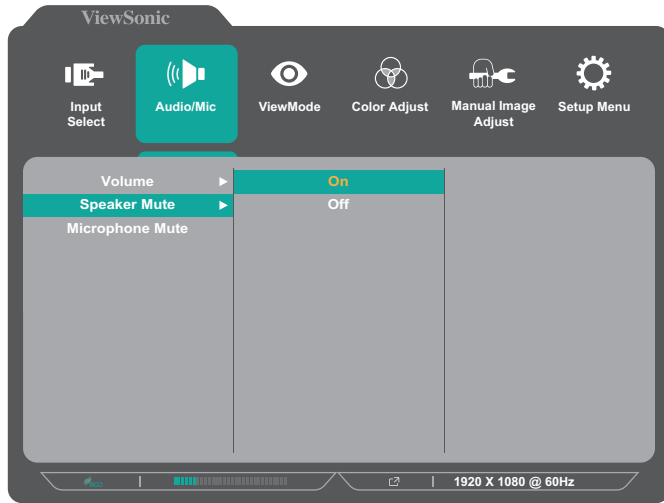 ViewSonic
Input
Select
Audio/Mic
ViewMode
Color Adjust
Manual Image
Adjust
Setup Menu
Volume
On
Speaker Mute
Off
Microphone Mute
eco
1920 X 1080 @ 60Hz